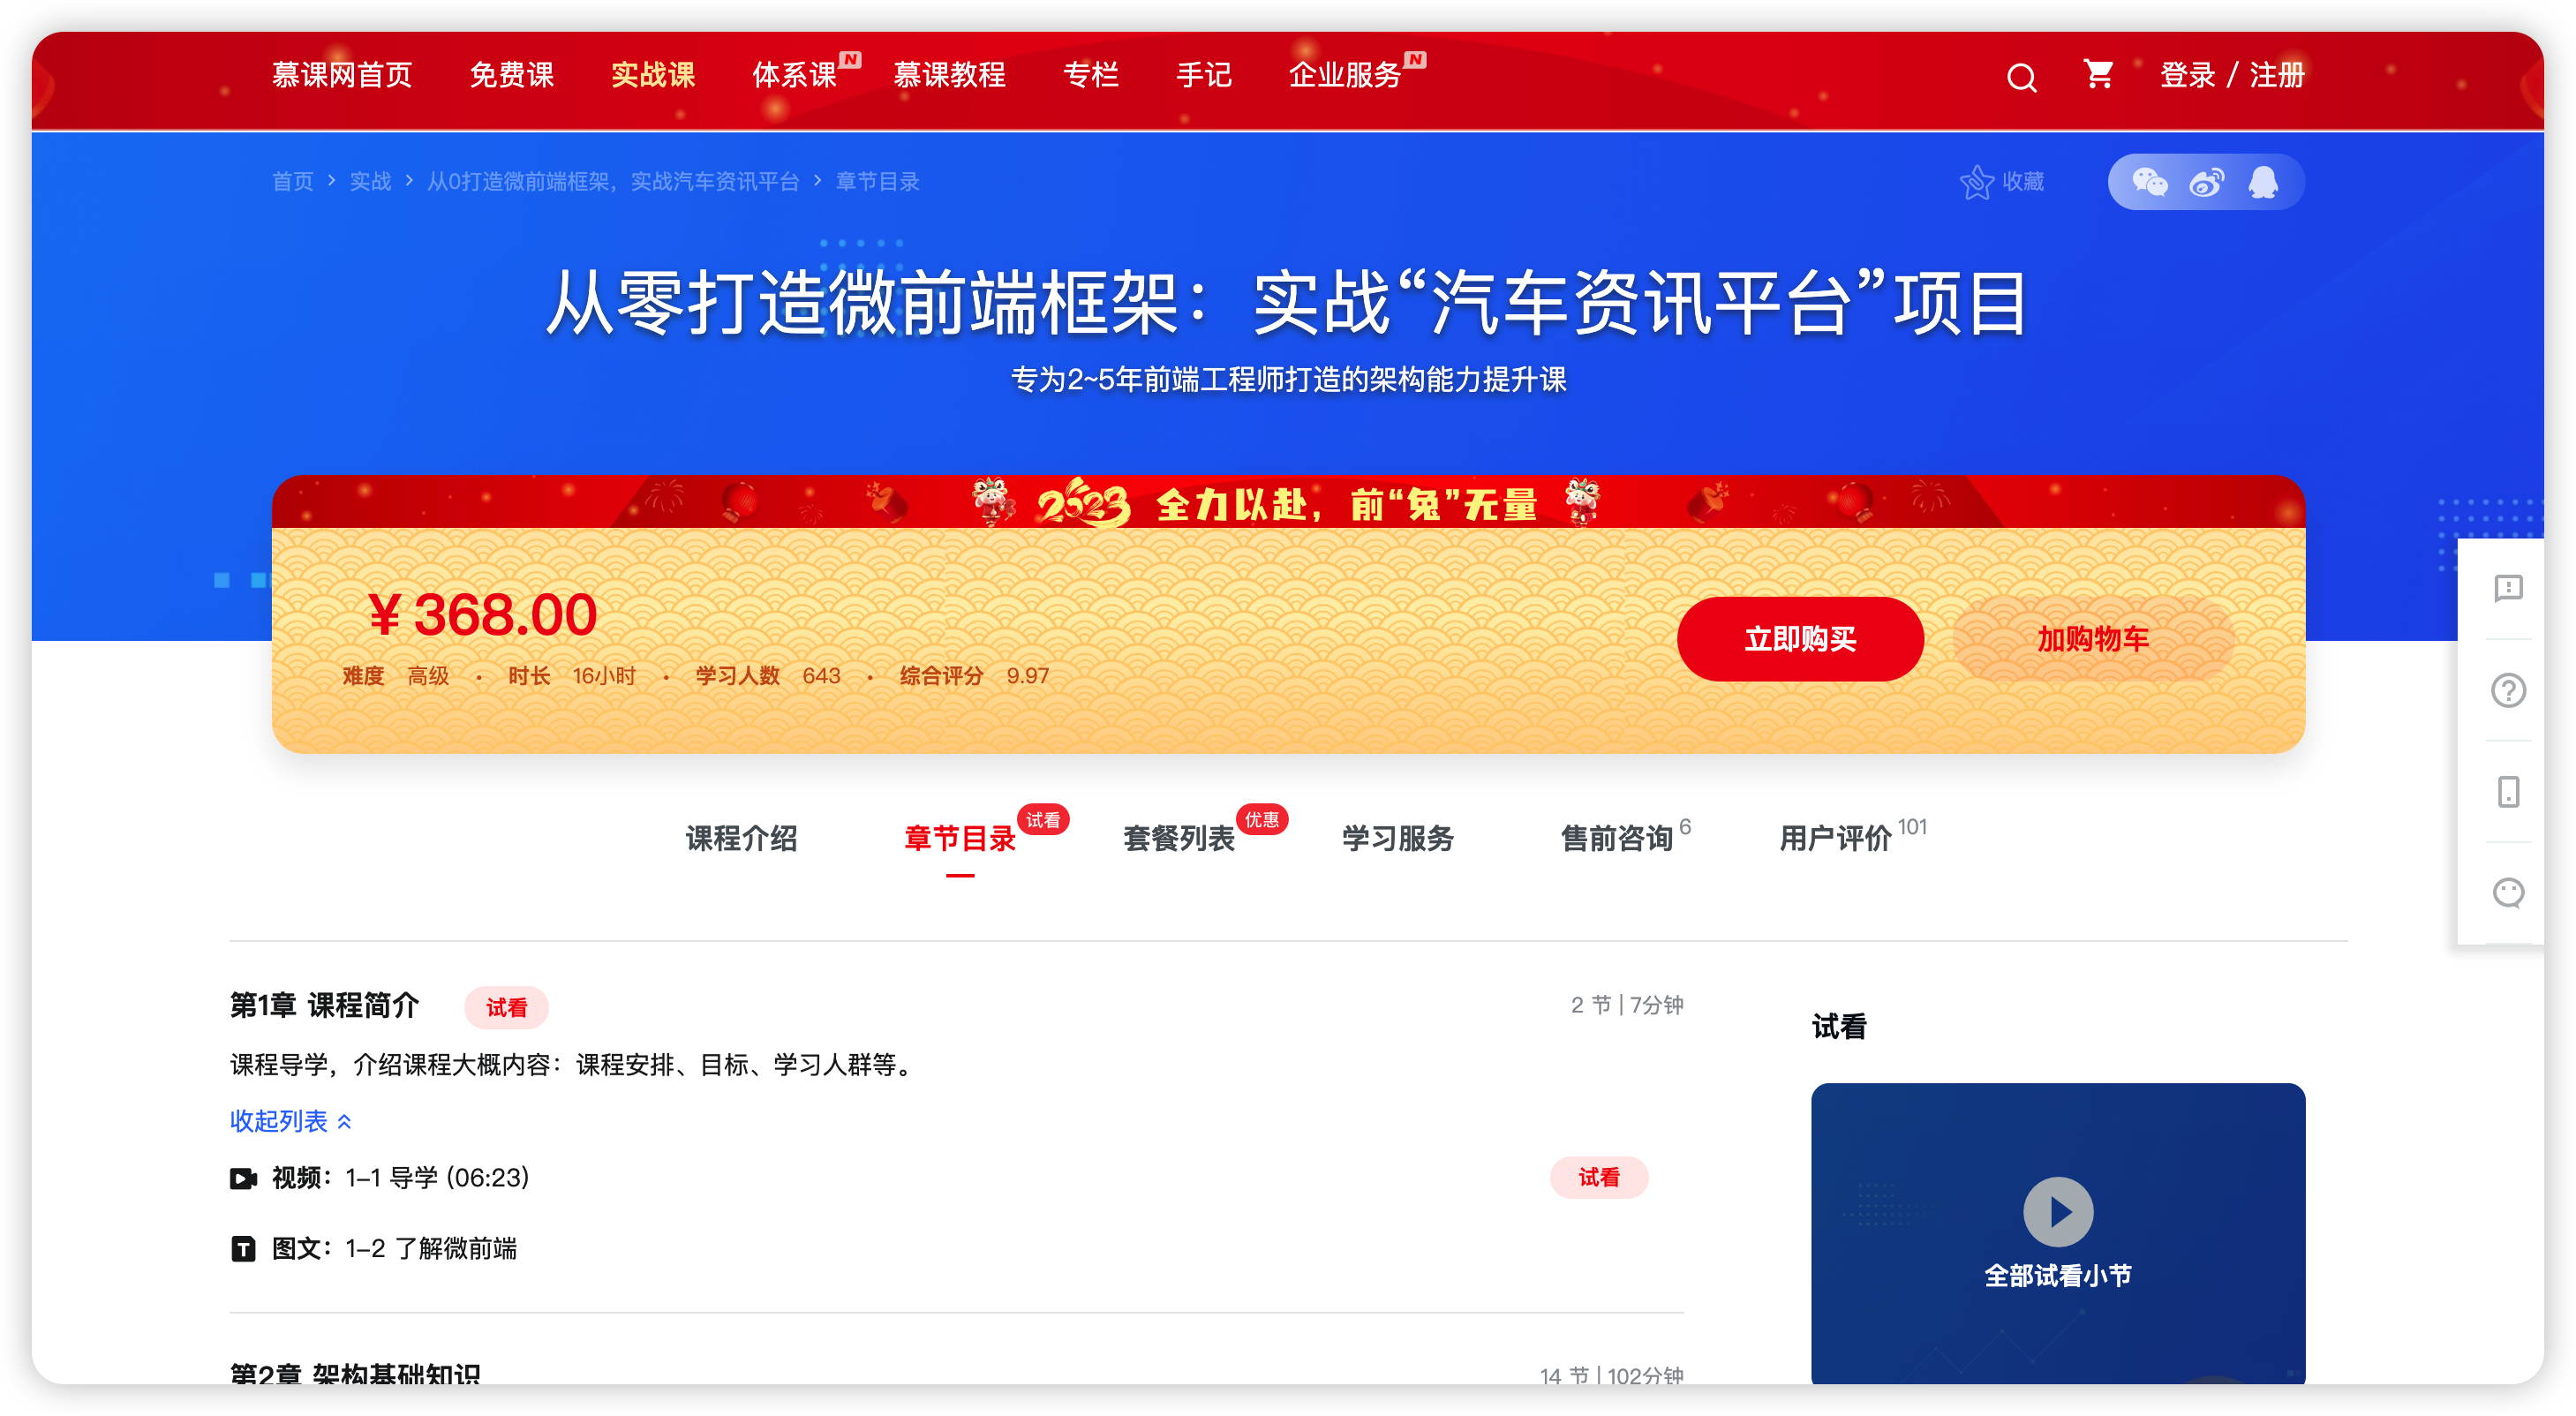 慕课网首页 免费课 实战课 体系课 N 慕课教程 专栏 手记 企业服务 N 登录 / 注册
首页 > 实战 > 从0打造微前端框架，实战汽车资讯平台 > 章节目录 收藏
从零打造微前端框架：实战“汽车资讯平台”项目
专为2~5年前端工程师打造的架构能力提升课
2023 全力以赴，前“兔”无量
¥ 368.00
立即购买 加购物车
难度 高级 · 时长 16小时 · 学习人数 643 · 综合评分 9.97
课程介绍 章节目录 试看 套餐列表 优惠 学习服务 售前咨询 6 用户评价 101
第1章 课程简介 试看 2 节 | 7分钟
课程导学，介绍课程大概内容：课程安排、目标、学习人群等。
收起列表
视频：1-1 导学 (06:23) 试看
T 图文：1-2 了解微前端
第2章 架构基础知识 14 节 | 102分钟
试看
全部试看小节